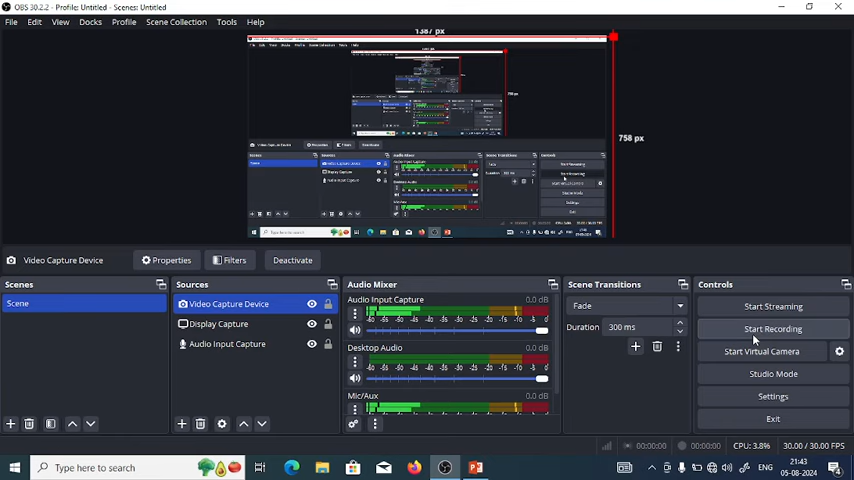 OBS 30.2.2 - Profile: Untitled - Scenes: Untitled
File Edit View Docks Profile Scene Collection Tools Help
1387 px
758 px
Video Capture Device Properties Filters Deactivate
Scenes
Scene
Sources
Video Capture Device
Display Capture
Audio Input Capture
Audio Mixer
Audio Input Capture 0.0 dB
-60 -55 -50 -45 -40 -35 -30 -25 -20 -15 -10 -5 0
Desktop Audio 0.0 dB
-60 -55 -50 -45 -40 -35 -30 -25 -20 -15 -10 -5 0
Mic/Aux 0.0 dB
Scene Transitions
Fade
Duration 300 ms
Controls
Start Streaming
Start Recording
Start Virtual Camera
Studio Mode
Settings
Exit
00:00:00 00:00:00 CPU: 3.8% 30.00 / 30.00 FPS
Type here to search
ENG
21:43
05-08-2024
4